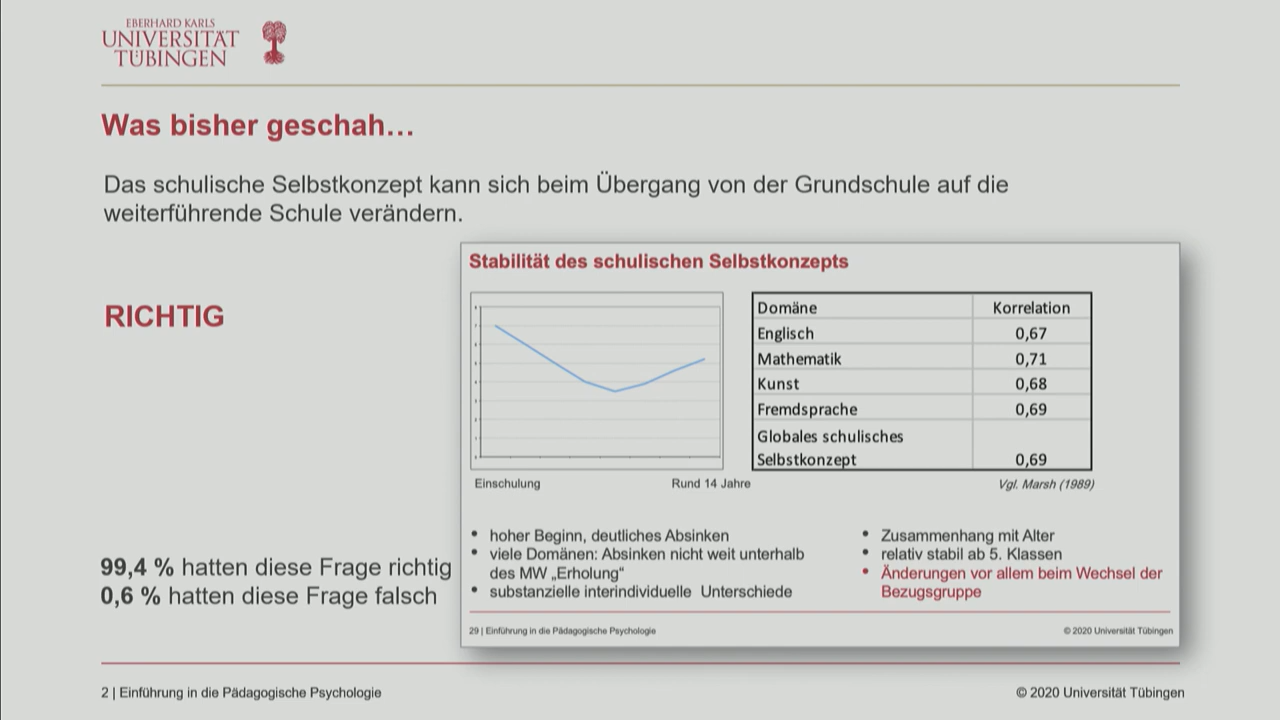 EBERHARD KARLS
UNIVERSITÄT
TÜBINGEN
Was bisher geschah...
Das schulische Selbstkonzept kann sich beim Übergang von der Grundschule auf die
weiterführende Schule verändern.
RICHTIG
99,4 % hatten diese Frage richtig
0,6 % hatten diese Frage falsch
Stabilität des schulischen Selbstkonzepts
Einschulung
Rund 14 Jahre
Domäne Korrelation
Englisch 0,67
Mathematik 0,71
Kunst 0,68
Fremdsprache 0,69
Globales schulisches
Selbstkonzept 0,69
Vgl. Marsh (1989)
• hoher Beginn, deutliches Absinken
• viele Domänen: Absinken nicht weit unterhalb
des MW „Erholung“
• substanzielle interindividuelle Unterschiede
• Zusammenhang mit Alter
• relativ stabil ab 5. Klassen
• Änderungen vor allem beim Wechsel der
Bezugsgruppe
29 | Einführung in die Pädagogische Psychologie
© 2020 Universität Tübingen
2 | Einführung in die Pädagogische Psychologie
© 2020 Universität Tübingen